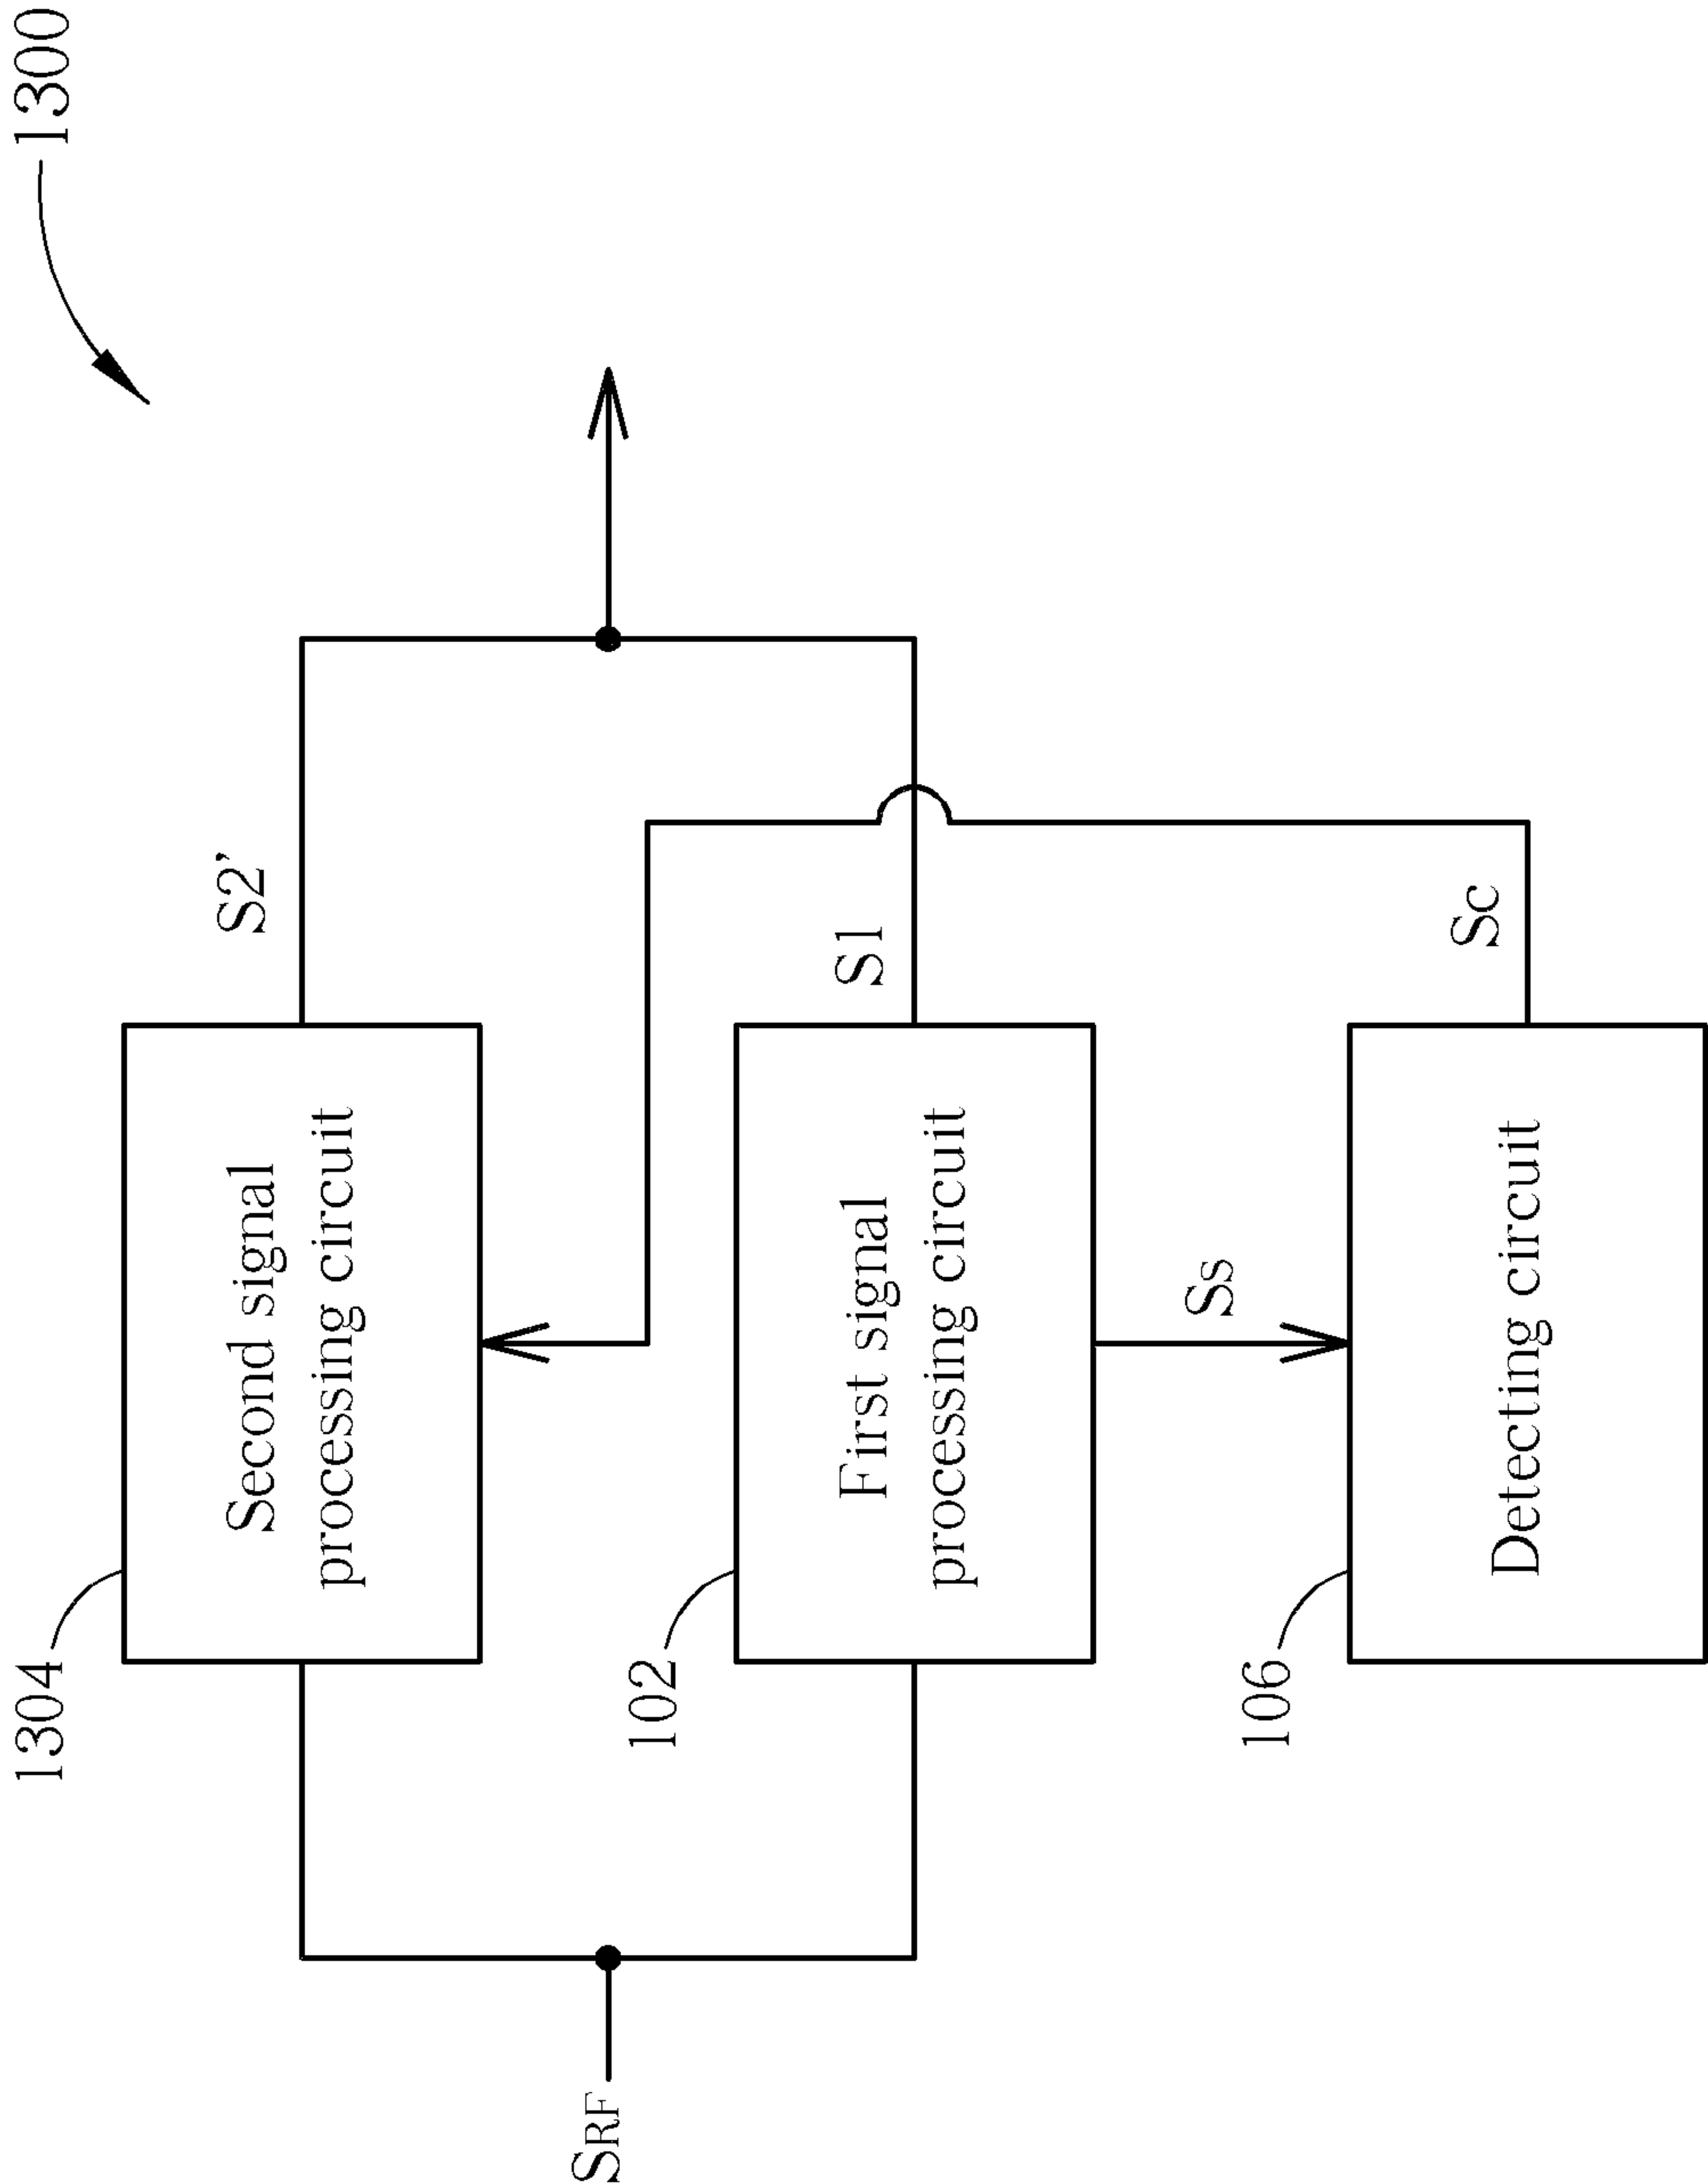 1300
1304
Second signal
processing circuit
S2'
SRF
102
First signal
processing circuit
S1
Ss
106
Detecting circuit
Sc